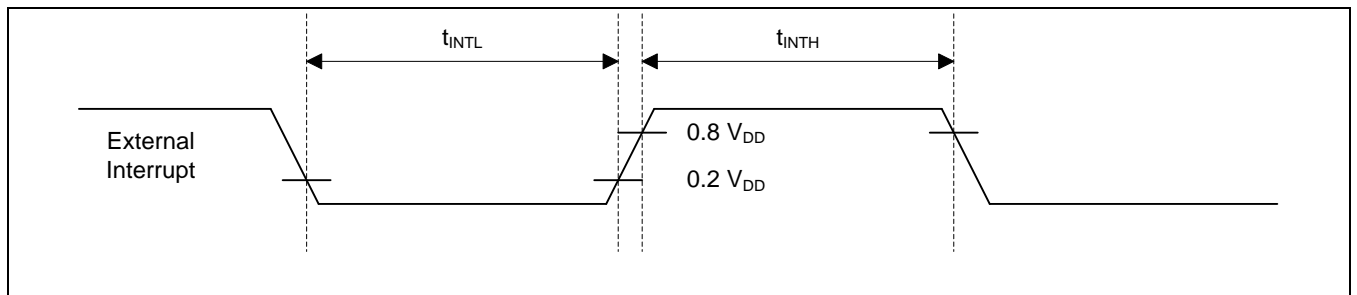 tINTL
tINTH
External
Interrupt
0.8 VDD
0.2 VDD